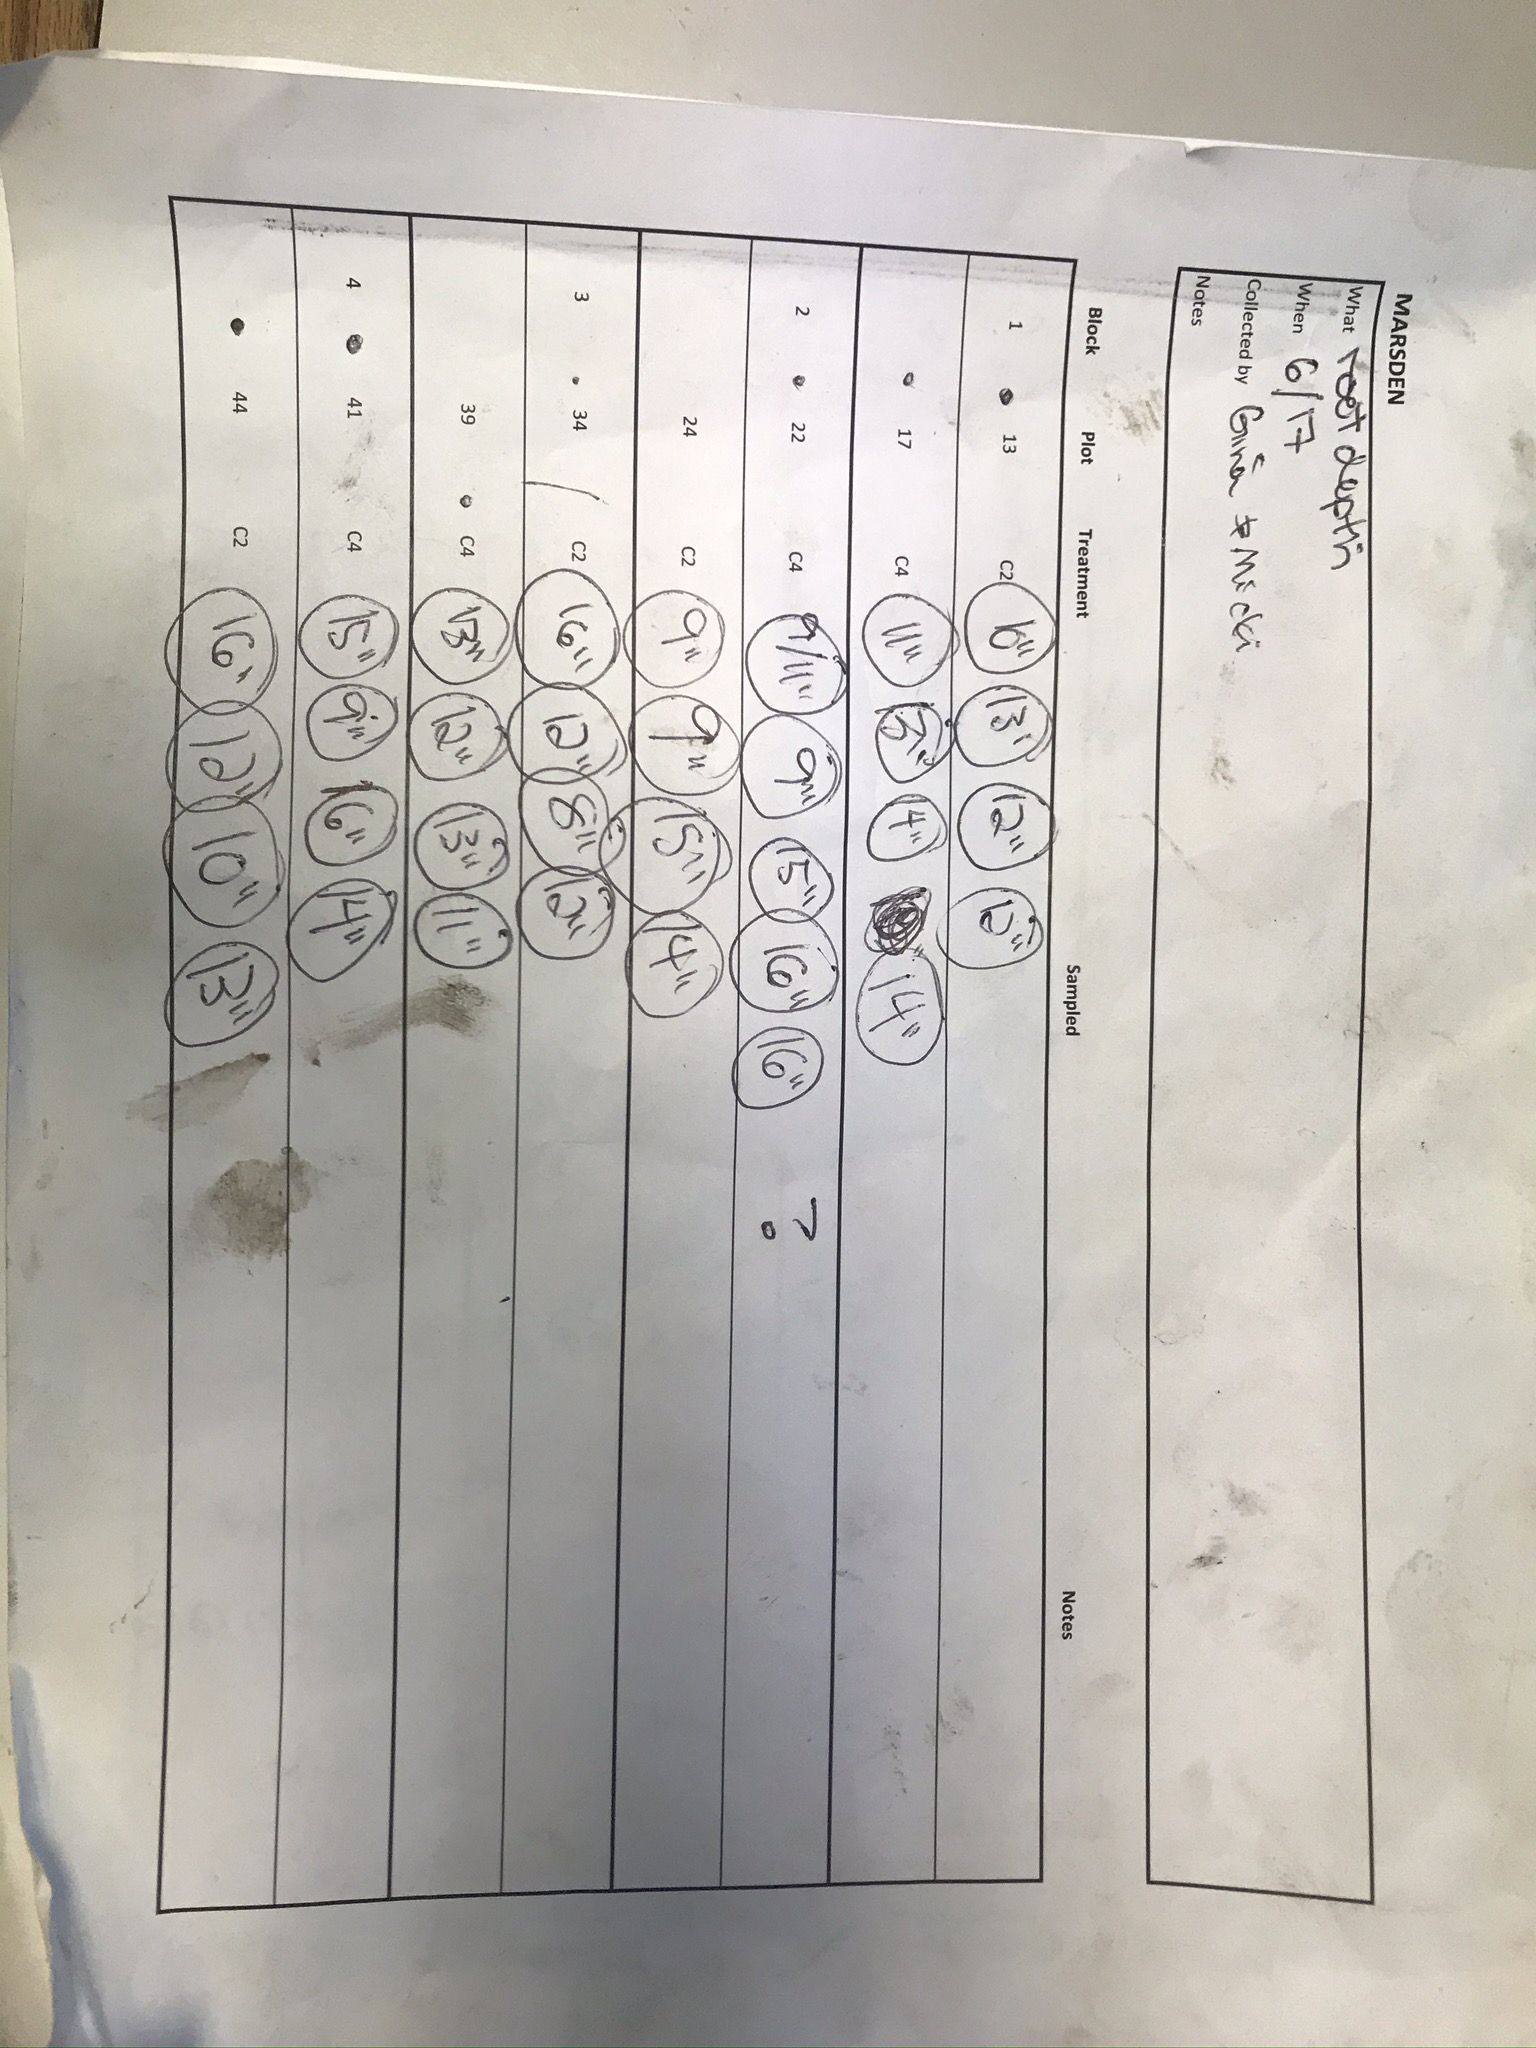 MARSDEN
What root depth
When 6/17
Collected by Gina & Micki
Notes
Block Plot Treatment Sampled Notes
1 13 C2 10" 13" 12" 12"
17 C4 11" 13" 14" 14"
2 22 C4 9/11" 9" 15" 16" 16" ?
24 C2 9" 9" 15" 14"
3 34 C2 16" 12" 8" 12"
39 C4 13" 12" 13" 11"
4 41 C4 15" 9" 16" 14"
44 C2 16" 12" 10" 13"